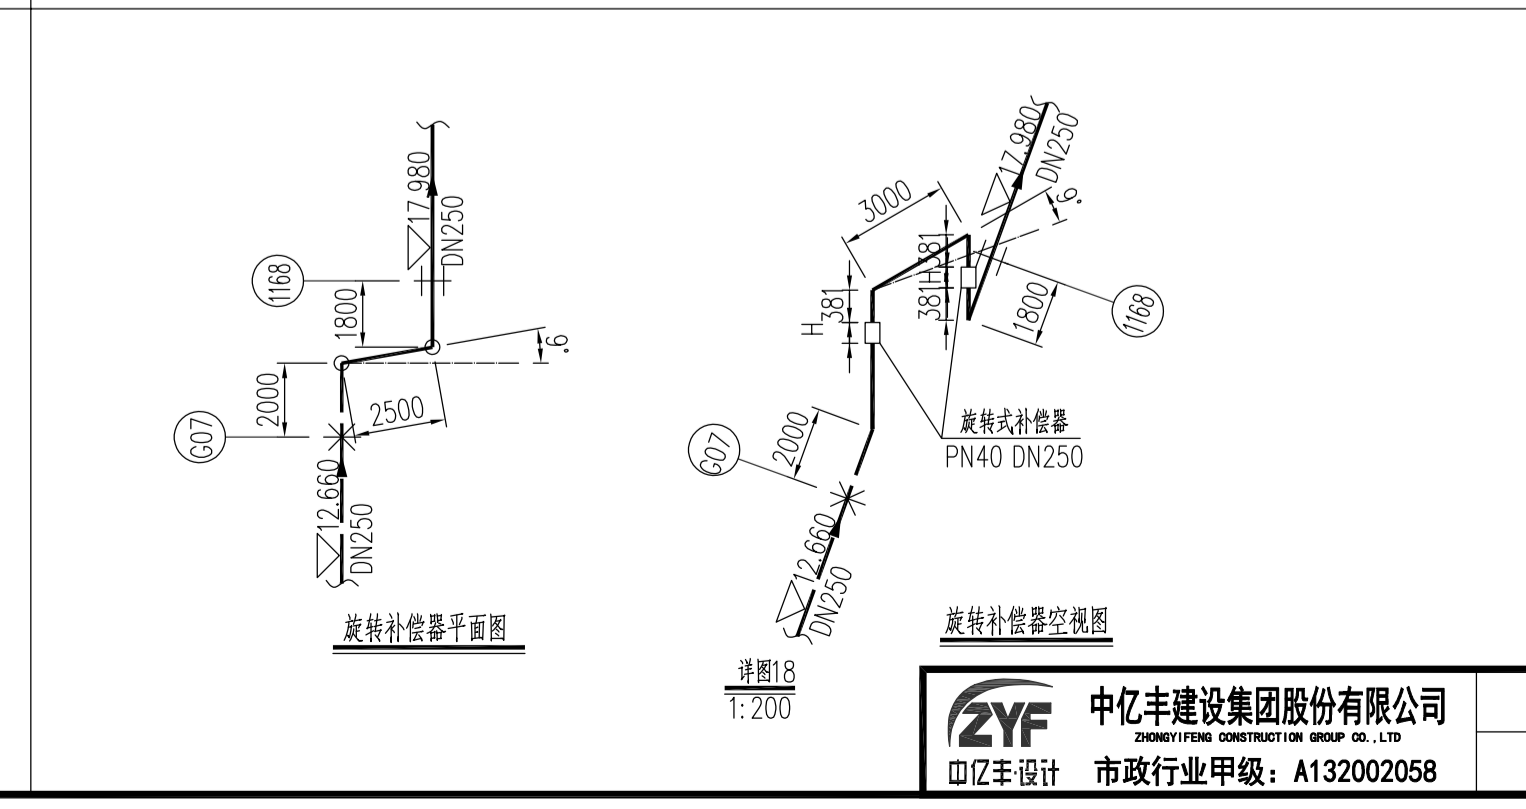 17.980
DN250
1168
1800
9°
2000
2500
G07
12.660
DN250
旋转补偿器平面图
17.980
DN250
3000
9°
381
H
381
381
H
1800
1168
旋转式补偿器
PN40 DN250
2000
G07
12.660
DN250
旋转补偿器空视图
详图18
1:200
ZYF
中亿丰·设计
中亿丰建设集团股份有限公司
ZHONGYIFENG CONSTRUCTION GROUP CO.,LTD
市政行业甲级：A132002058